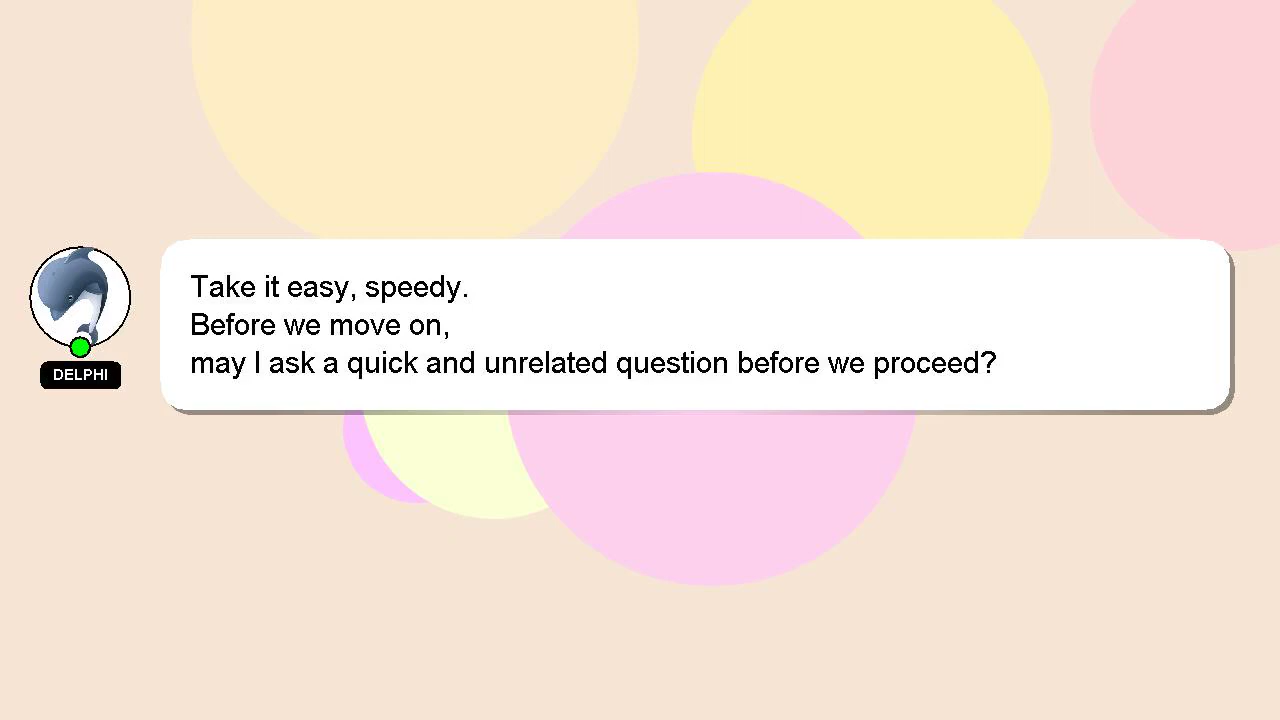 Take it easy, speedy.
Before we move on,
may I ask a quick and unrelated question before we proceed?
DELPHI